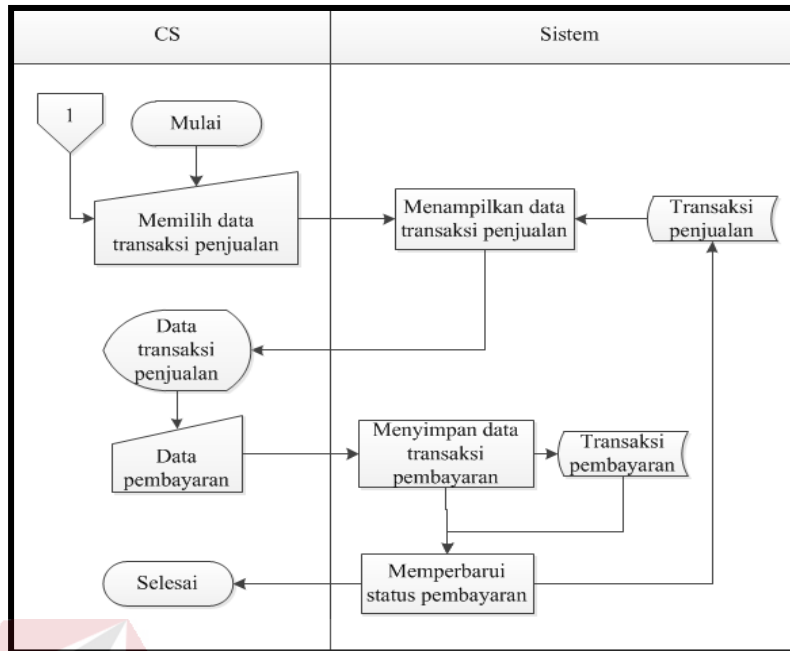 CS
Sistem
1
Mulai
Memilih data
transaksi penjualan
Menampilkan data
transaksi penjualan
Transaksi
penjualan
Data
transaksi
penjualan
Data
pembayaran
Menyimpan data
transaksi
pembayaran
Transaksi
pembayaran
Selesai
Memperbarui
status pembayaran